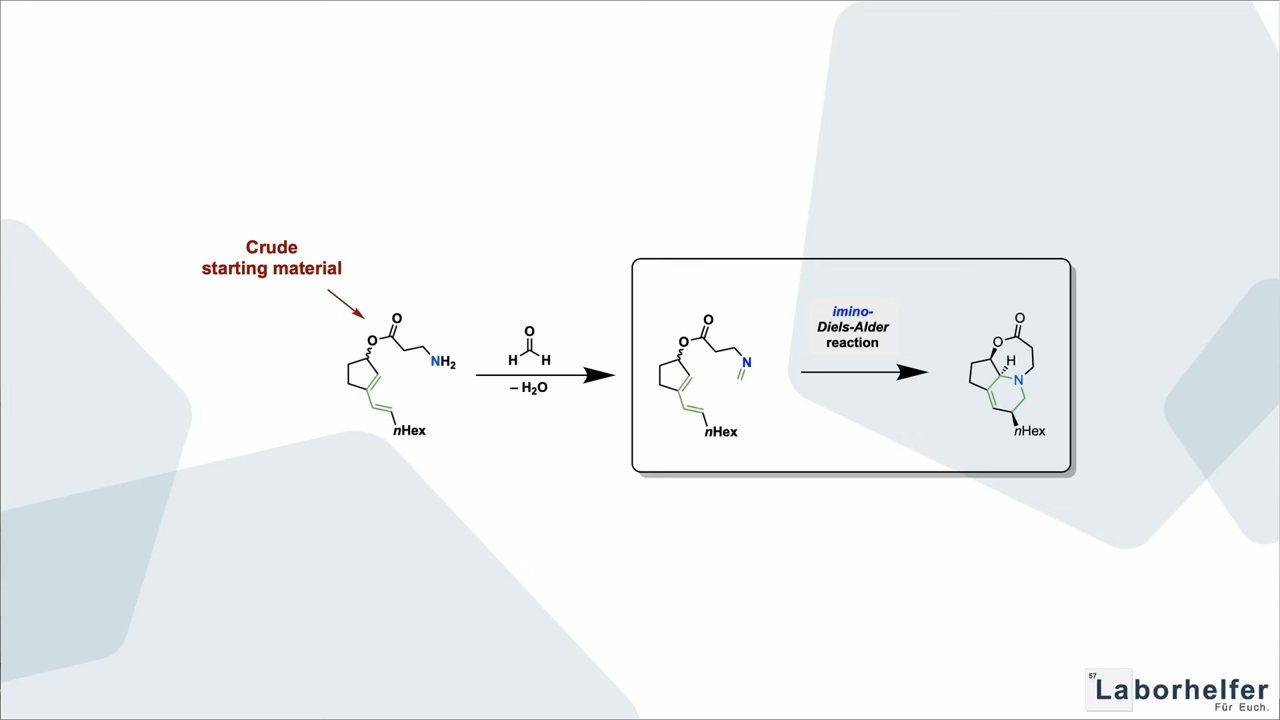 Crude
starting material
O
O
NH2
nHex
O
H H
– H2O
O
O
N
nHex
imino-
Diels-Alder
reaction
O
O
H
N
nHex
57
Laborhelfer
Für Euch.